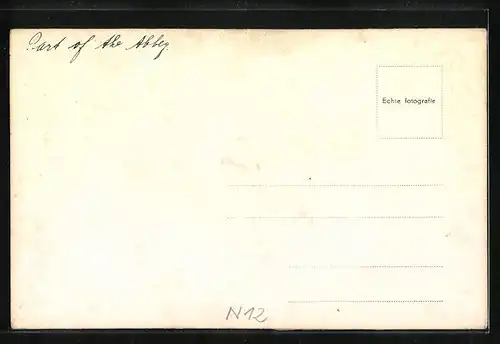 Part of the Abbey
Echte fotografie
N12